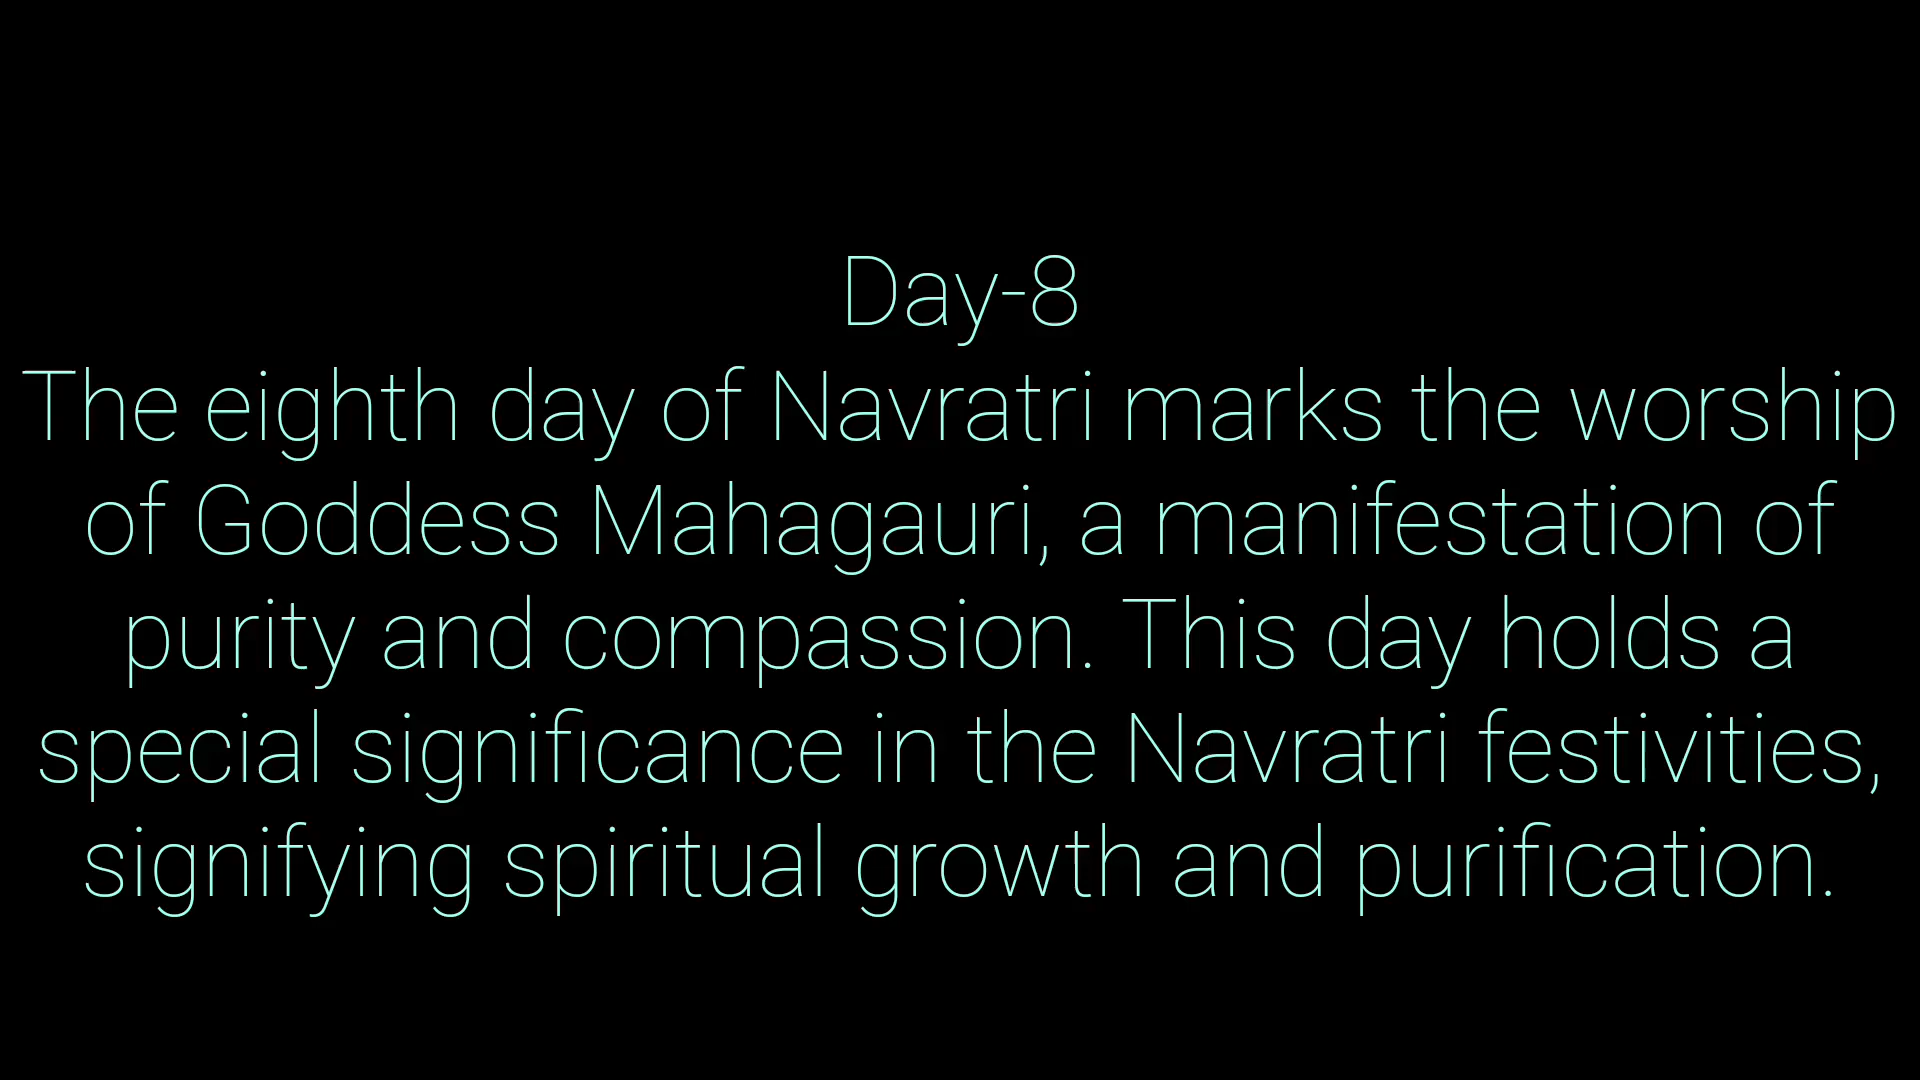 Day-8
The eighth day of Navratri marks the worship
of Goddess Mahagauri, a manifestation of
purity and compassion. This day holds a
special significance in the Navratri festivities,
signifying spiritual growth and purification.